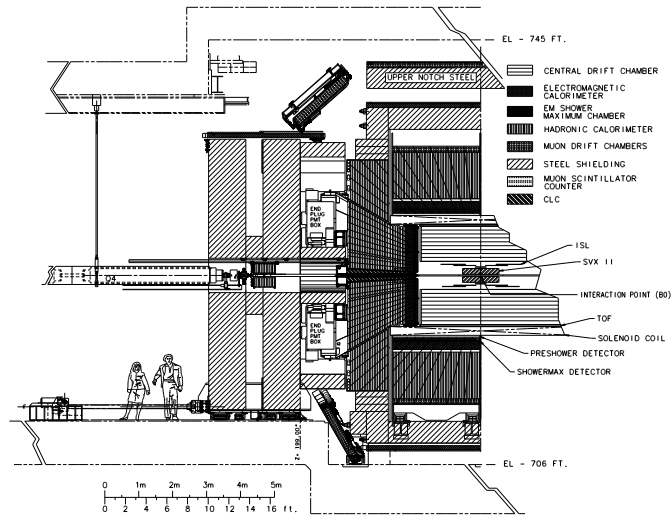 EL - 745 FT.
UPPER NOTCH STEEL
CENTRAL DRIFT CHAMBER
ELECTROMAGNETIC
CALORIMETER
EM SHOWER
MAXIMUM CHAMBER
HADRONIC CALORIMETER
MUON DRIFT CHAMBERS
STEEL SHIELDING
MUON SCINTILLATOR
COUNTER
CLC
END
PLUG
PMT
BOX
Q4
ISL
SVX II
INTERACTION POINT (B0)
TOF
SOLENOID COIL
PRESHOWER DETECTOR
SHOWERMAX DETECTOR
END
PLUG
PMT
BOX
Z= 199.00"
EL - 706 FT.
0 1m 2m 3m 4m 5m
0 2 4 6 8 10 12 14 16 ft.